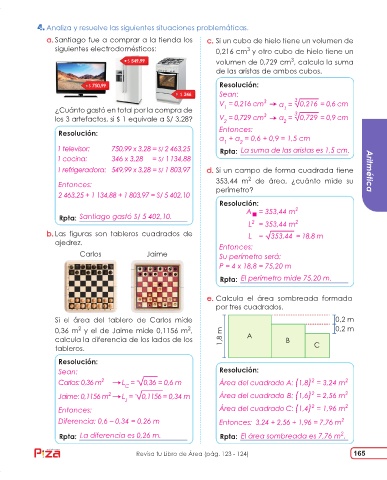 4. Analiza y resuelve las siguientes situaciones problemáticas.
a. Santiago fue a comprar a la tienda los
siguientes electrodomésticos:
$ 549,99
$ 750,99
$ 346
¿Cuánto gastó en total por la compra de
los 3 artefactos, si $ 1 equivale a S/ 3,28?
Resolución:
1 televisor: 750,99 x 3,28 = S/ 2 463,25
1 cocina: 346 x 3,28 = S/ 1 134,88
1 refrigeradora: 549,99 x 3,28 = S/ 1 803,97
Entonces:
2 463,25 + 1 134,88 + 1 803,97 = S/ 5 402,10
Rpta: Santiago gastó S/ 5 402,10.
b. Las figuras son tableros cuadrados de
ajedrez.
Carlos Jaime
Si el área del tablero de Carlos mide
0,36 m² y el de Jaime mide 0,1156 m²,
calcula la diferencia de los lados de los
tableros.
Resolución:
Sean:
Carlos: 0,36 m² → L_C = √0,36 = 0,6 m
Jaime: 0,1156 m² → L_J = √0,1156 = 0,34 m
Entonces:
Diferencia: 0,6 – 0,34 = 0,26 m
Rpta: La diferencia es 0,26 m.
c. Si un cubo de hielo tiene un volumen de
0,216 cm³ y otro cubo de hielo tiene un
volumen de 0,729 cm³, calcula la suma
de las aristas de ambos cubos.
Resolución:
Sean:
V₁ = 0,216 cm³ → a₁ = ∛0,216 = 0,6 cm
V₂ = 0,729 cm³ → a₂ = ∛0,729 = 0,9 cm
Entonces:
a₁ + a₂ = 0,6 + 0,9 = 1,5 cm
Rpta: La suma de las aristas es 1,5 cm.
d. Si un campo de forma cuadrada tiene
353,44 m² de área, ¿cuánto mide su
perímetro?
Resolución:
A■ = 353,44 m²
L² = 353,44 m²
L = √353,44 = 18,8 m
Entonces:
Su perímetro será:
P = 4 x 18,8 = 75,20 m
Rpta: El perímetro mide 75,20 m.
e. Calcula el área sombreada formada
por tres cuadrados.
0,2 m
0,2 m
1,8 m
A
B
C
Resolución:
Área del cuadrado A: (1,8)² = 3,24 m²
Área del cuadrado B: (1,6)² = 2,56 m²
Área del cuadrado C: (1,4)² = 1,96 m²
Entonces: 3,24 + 2,56 + 1,96 = 7,76 m²
Rpta: El área sombreada es 7,76 m².
Aritmética
Pizza
Revisa tu Libro de Área (pág. 123 - 124)
165